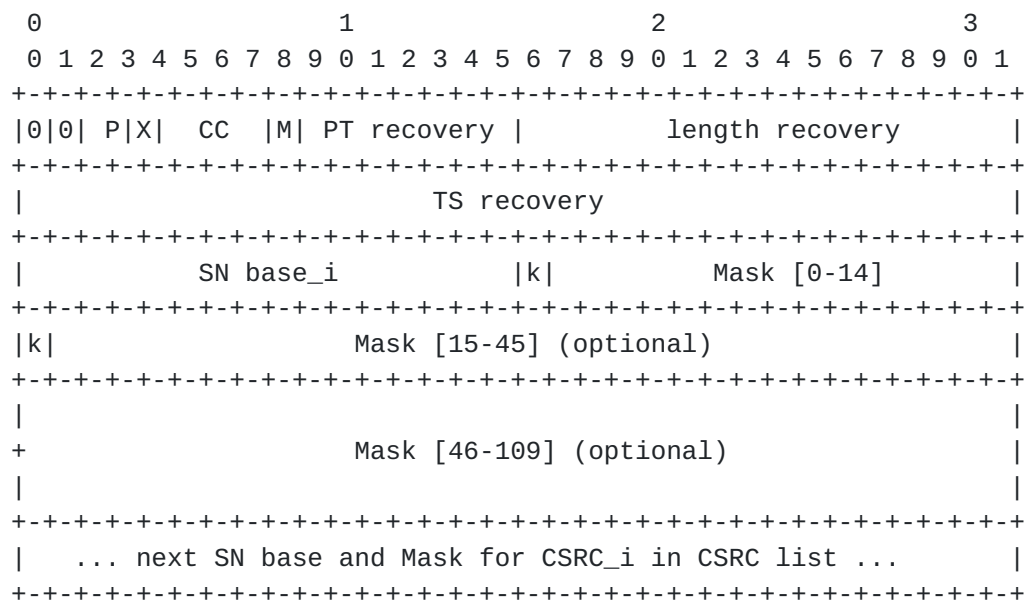 0                   1                   2                   3
 0 1 2 3 4 5 6 7 8 9 0 1 2 3 4 5 6 7 8 9 0 1 2 3 4 5 6 7 8 9 0 1
+-+-+-+-+-+-+-+-+-+-+-+-+-+-+-+-+-+-+-+-+-+-+-+-+-+-+-+-+-+-+-+-+
|0|0| P|X|  CC  |M| PT recovery |         length recovery       |
+-+-+-+-+-+-+-+-+-+-+-+-+-+-+-+-+-+-+-+-+-+-+-+-+-+-+-+-+-+-+-+-+
|                          TS recovery                          |
+-+-+-+-+-+-+-+-+-+-+-+-+-+-+-+-+-+-+-+-+-+-+-+-+-+-+-+-+-+-+-+-+
|           SN base_i           |k|          Mask [0-14]        |
+-+-+-+-+-+-+-+-+-+-+-+-+-+-+-+-+-+-+-+-+-+-+-+-+-+-+-+-+-+-+-+-+
|k|                   Mask [15-45] (optional)                   |
+-+-+-+-+-+-+-+-+-+-+-+-+-+-+-+-+-+-+-+-+-+-+-+-+-+-+-+-+-+-+-+-+
|                                                               |
+                     Mask [46-109] (optional)                  |
|                                                               |
+-+-+-+-+-+-+-+-+-+-+-+-+-+-+-+-+-+-+-+-+-+-+-+-+-+-+-+-+-+-+-+-+
|   ... next SN base and Mask for CSRC_i in CSRC list ...       |
+-+-+-+-+-+-+-+-+-+-+-+-+-+-+-+-+-+-+-+-+-+-+-+-+-+-+-+-+-+-+-+-+